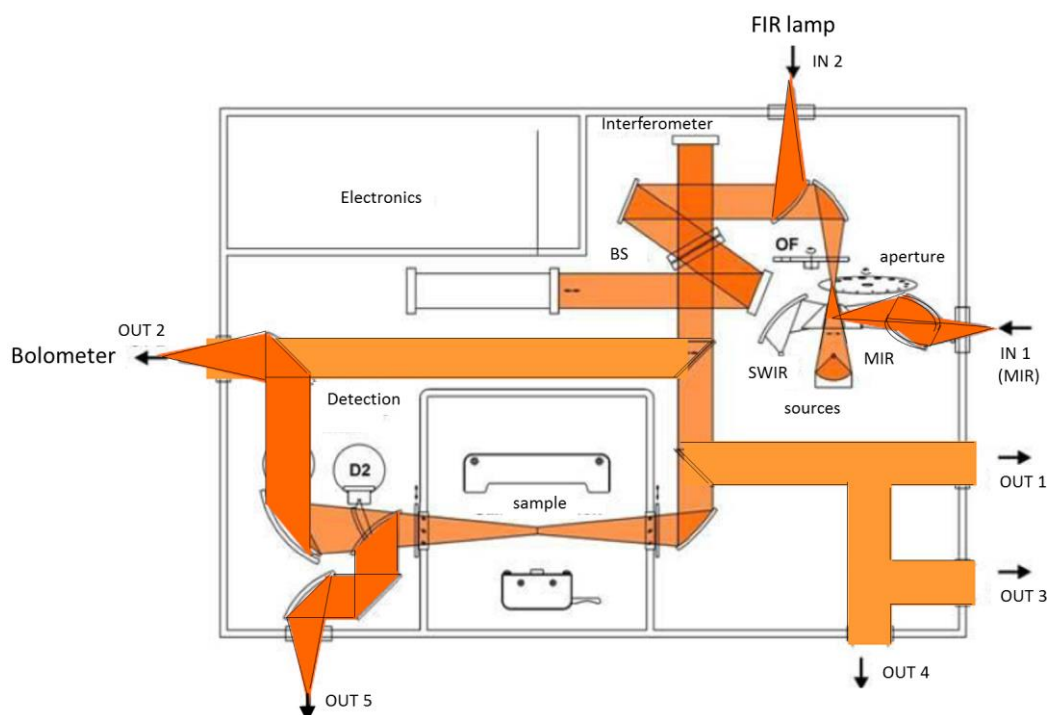 FIR lamp
IN 2
Interferometer
Electronics
BS
OF
aperture
OUT 2
Bolometer
IN 1
(MIR)
SWIR
MIR
sources
Detection
D2
sample
OUT 1
OUT 3
OUT 4
OUT 5